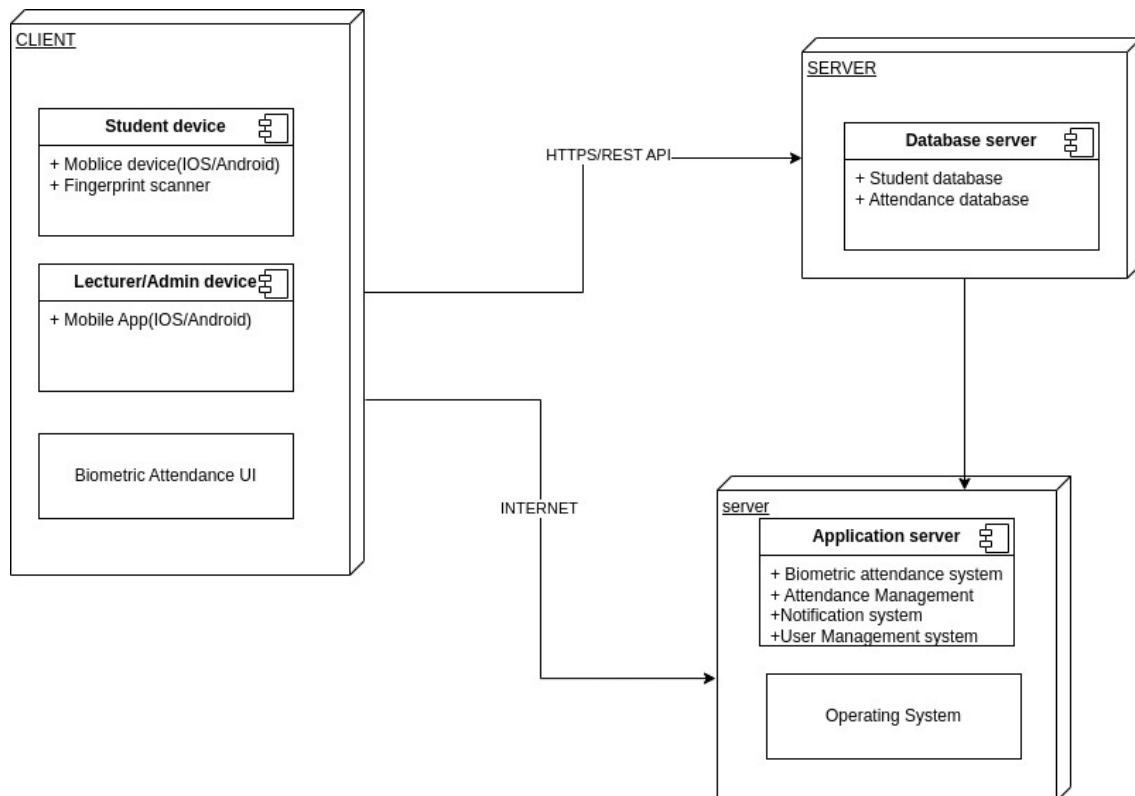 CLIENT
Student device
+ Moblice device(IOS/Android)
+ Fingerprint scanner
Lecturer/Admin device
+ Mobile App(IOS/Android)
Biometric Attendance UI
HTTPS/REST API
INTERNET
SERVER
Database server
+ Student database
+ Attendance database
server
Application server
+ Biometric attendance system
+ Attendance Management
+Notification system
+User Management system
Operating System